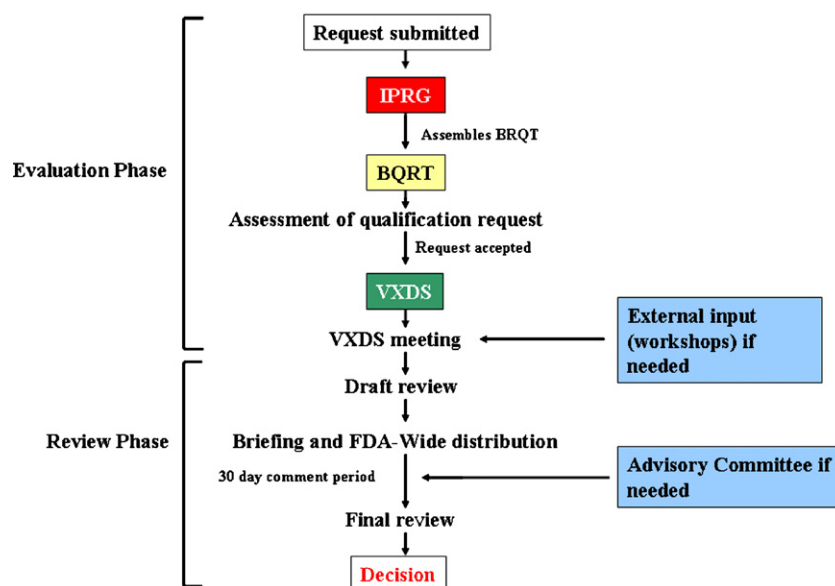 Request submitted
IPRG
Assembles BRQT
Evaluation Phase
BQRT
Assessment of qualification request
Request accepted
VXDS
External input
(workshops) if
needed
VXDS meeting
Draft review
Review Phase
Briefing and FDA-Wide distribution
30 day comment period
Advisory Committee if
needed
Final review
Decision